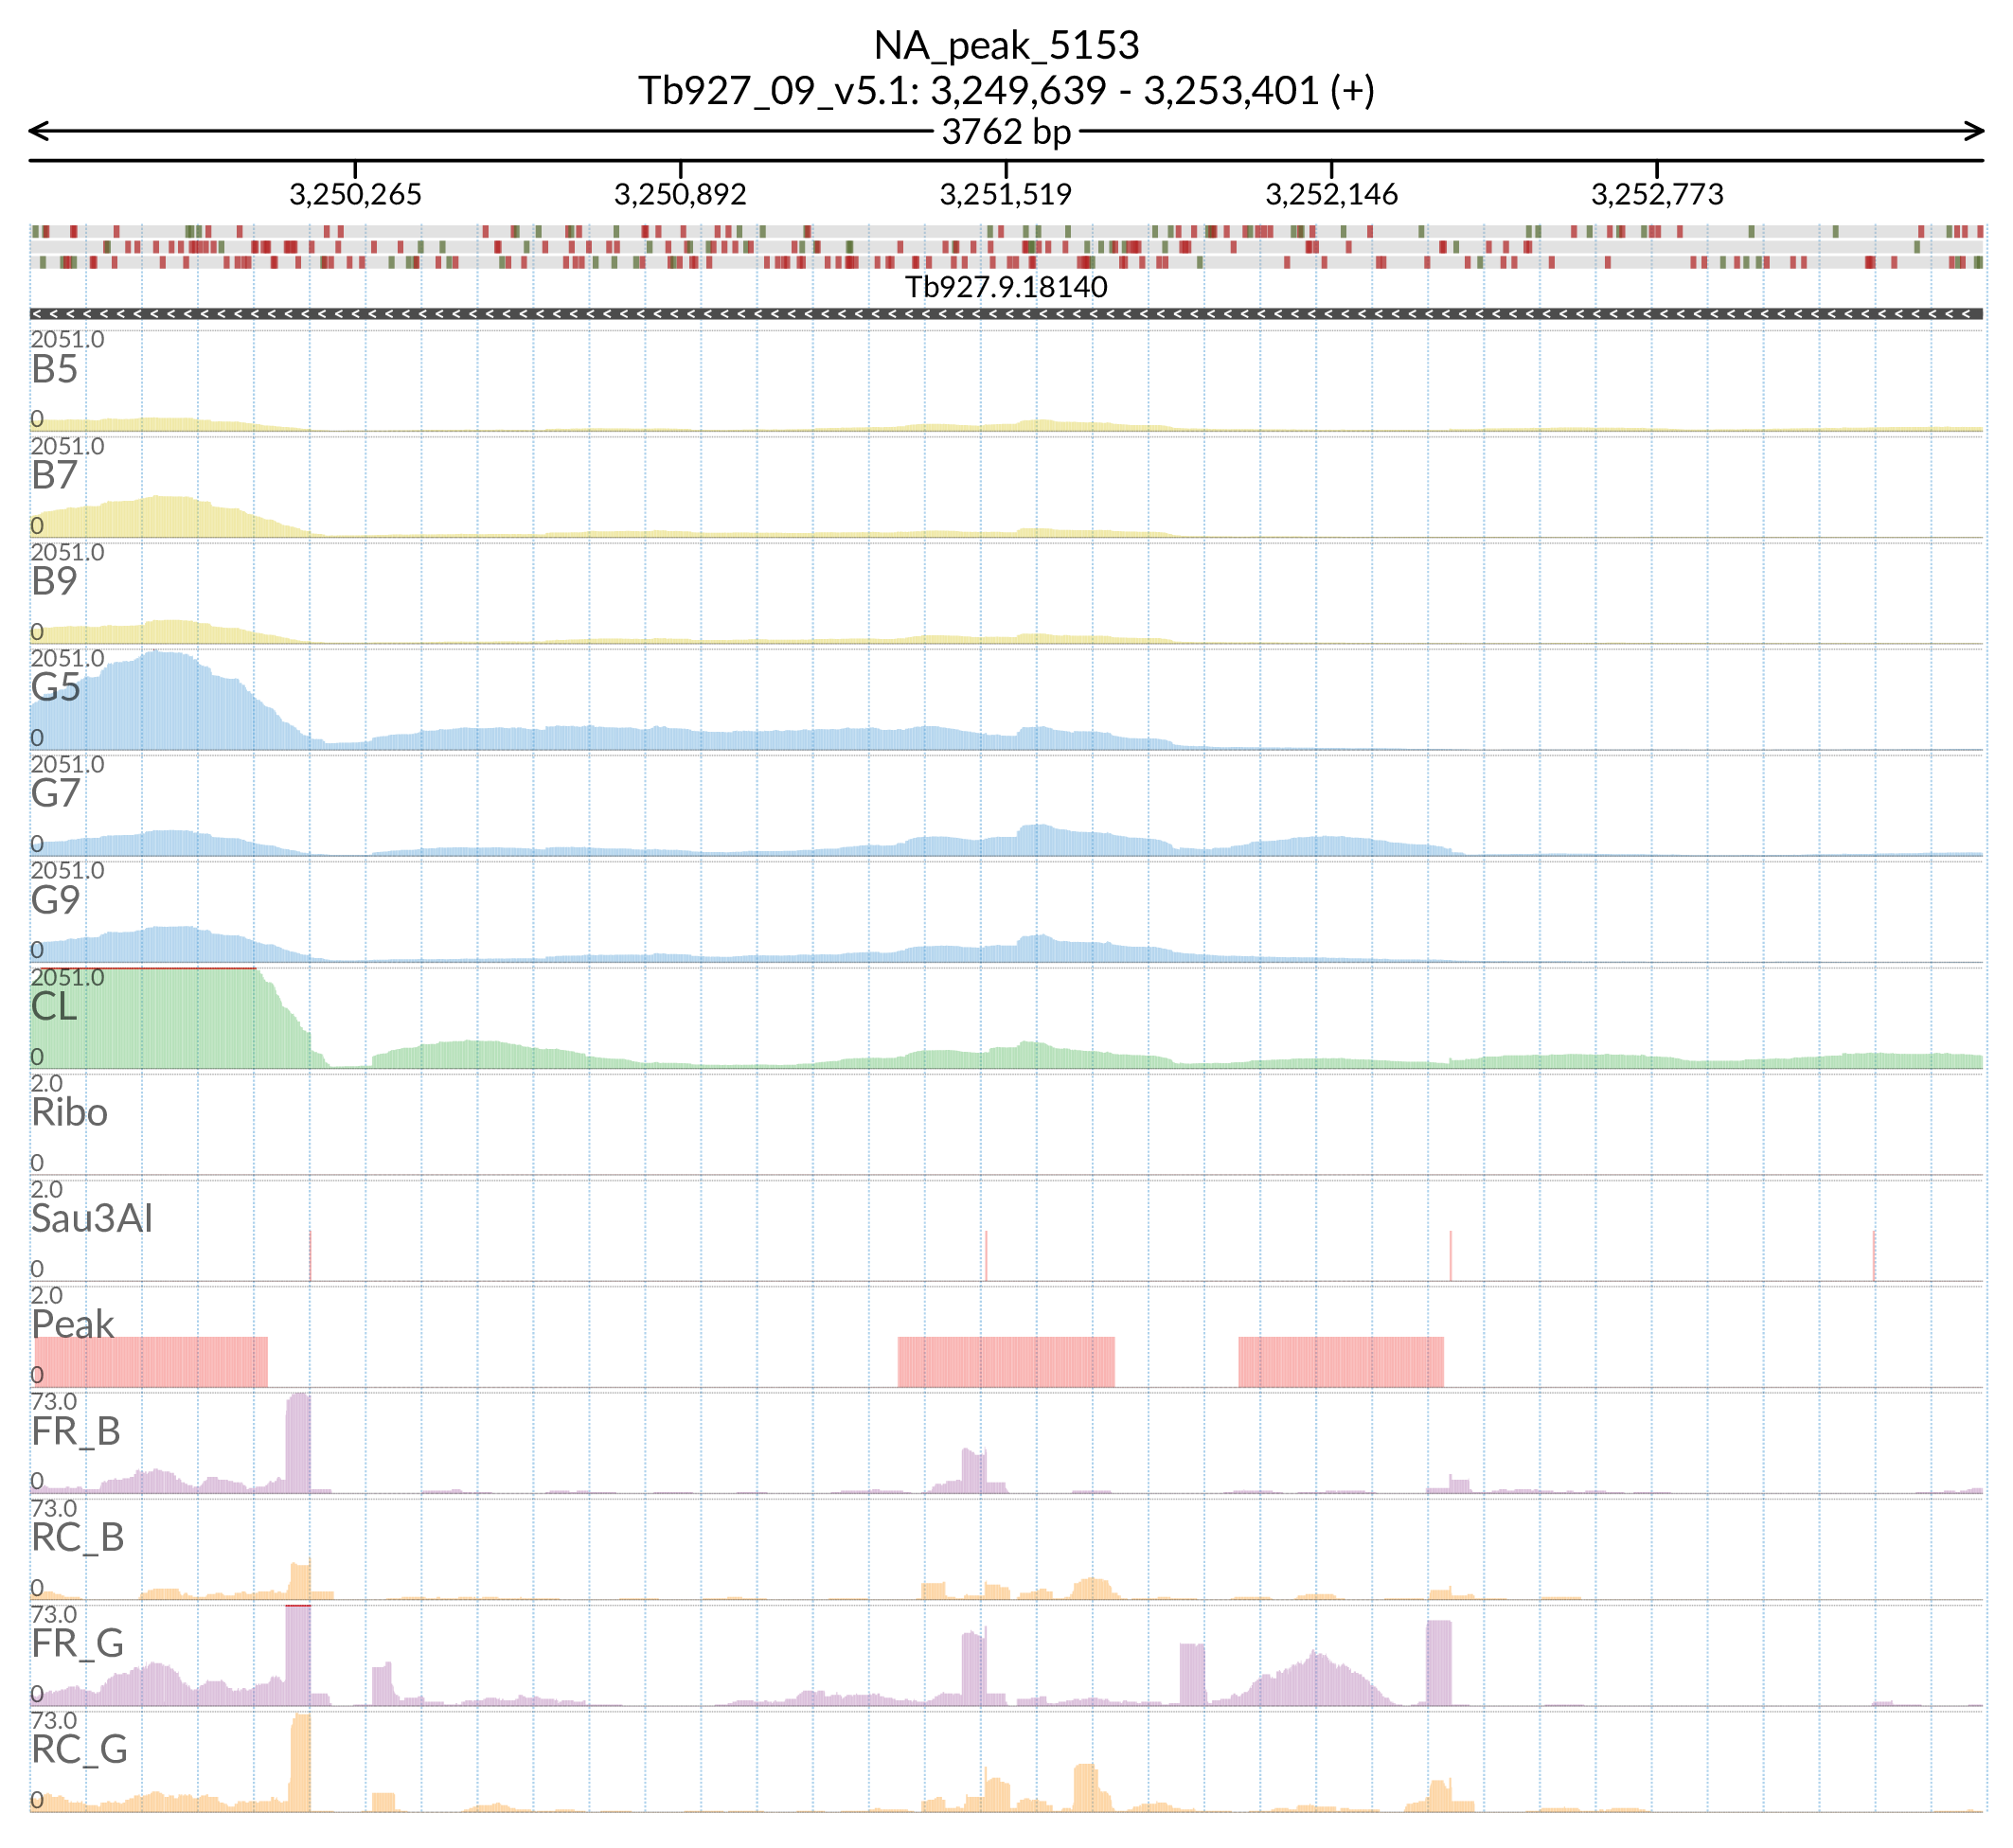 NA_peak_5153
Tb927_09_v5.1: 3,249,639 - 3,253,401 (+)
3762 bp
3,250,265 3,250,892 3,251,519 3,252,146 3,252,773
Tb927.9.18140
2051.0
B5
0
2051.0
B7
0
2051.0
B9
0
2051.0
G5
0
2051.0
G7
0
2051.0
G9
0
2051.0
CL
0
2.0
Ribo
0
2.0
Sau3AI
0
2.0
Peak
0
73.0
FR_B
0
73.0
RC_B
0
73.0
FR_G
0
73.0
RC_G
0